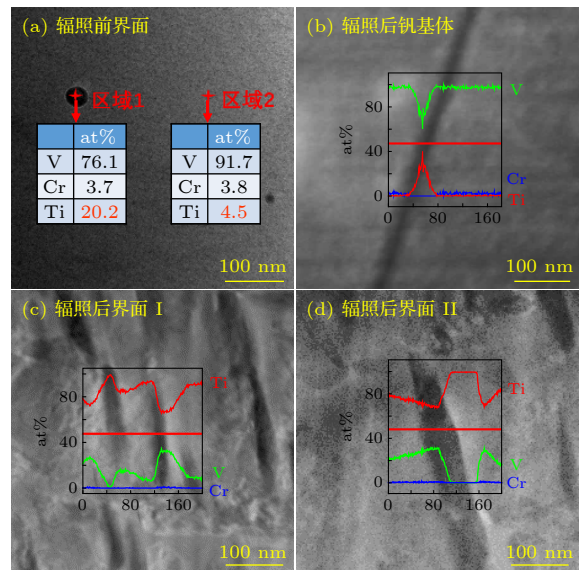 (a) 辐照前界面
区域1
区域2
at%
at%
V 76.1
V 91.7
Cr 3.7
Cr 3.8
Ti 20.2
Ti 4.5
100 nm
(b) 辐照后钒基体
V
80
at%
40
Cr
0
Ti
0 80 160
100 nm
(c) 辐照后界面 I
Ti
80
at%
40
V
Cr
0
0 80 160
100 nm
(d) 辐照后界面 II
Ti
80
at%
40
V
Cr
0
0 80 160
100 nm